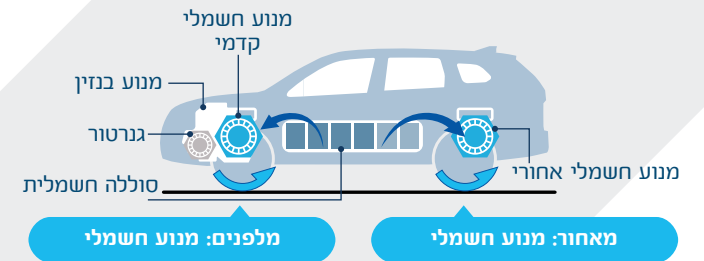 מנוע חשמלי
קדמי
מנוע בנזין
גנרטור
סוללה חשמלית
מנוע חשמלי אחורי
מאחור: מנוע חשמלי
מלפנים: מנוע חשמלי